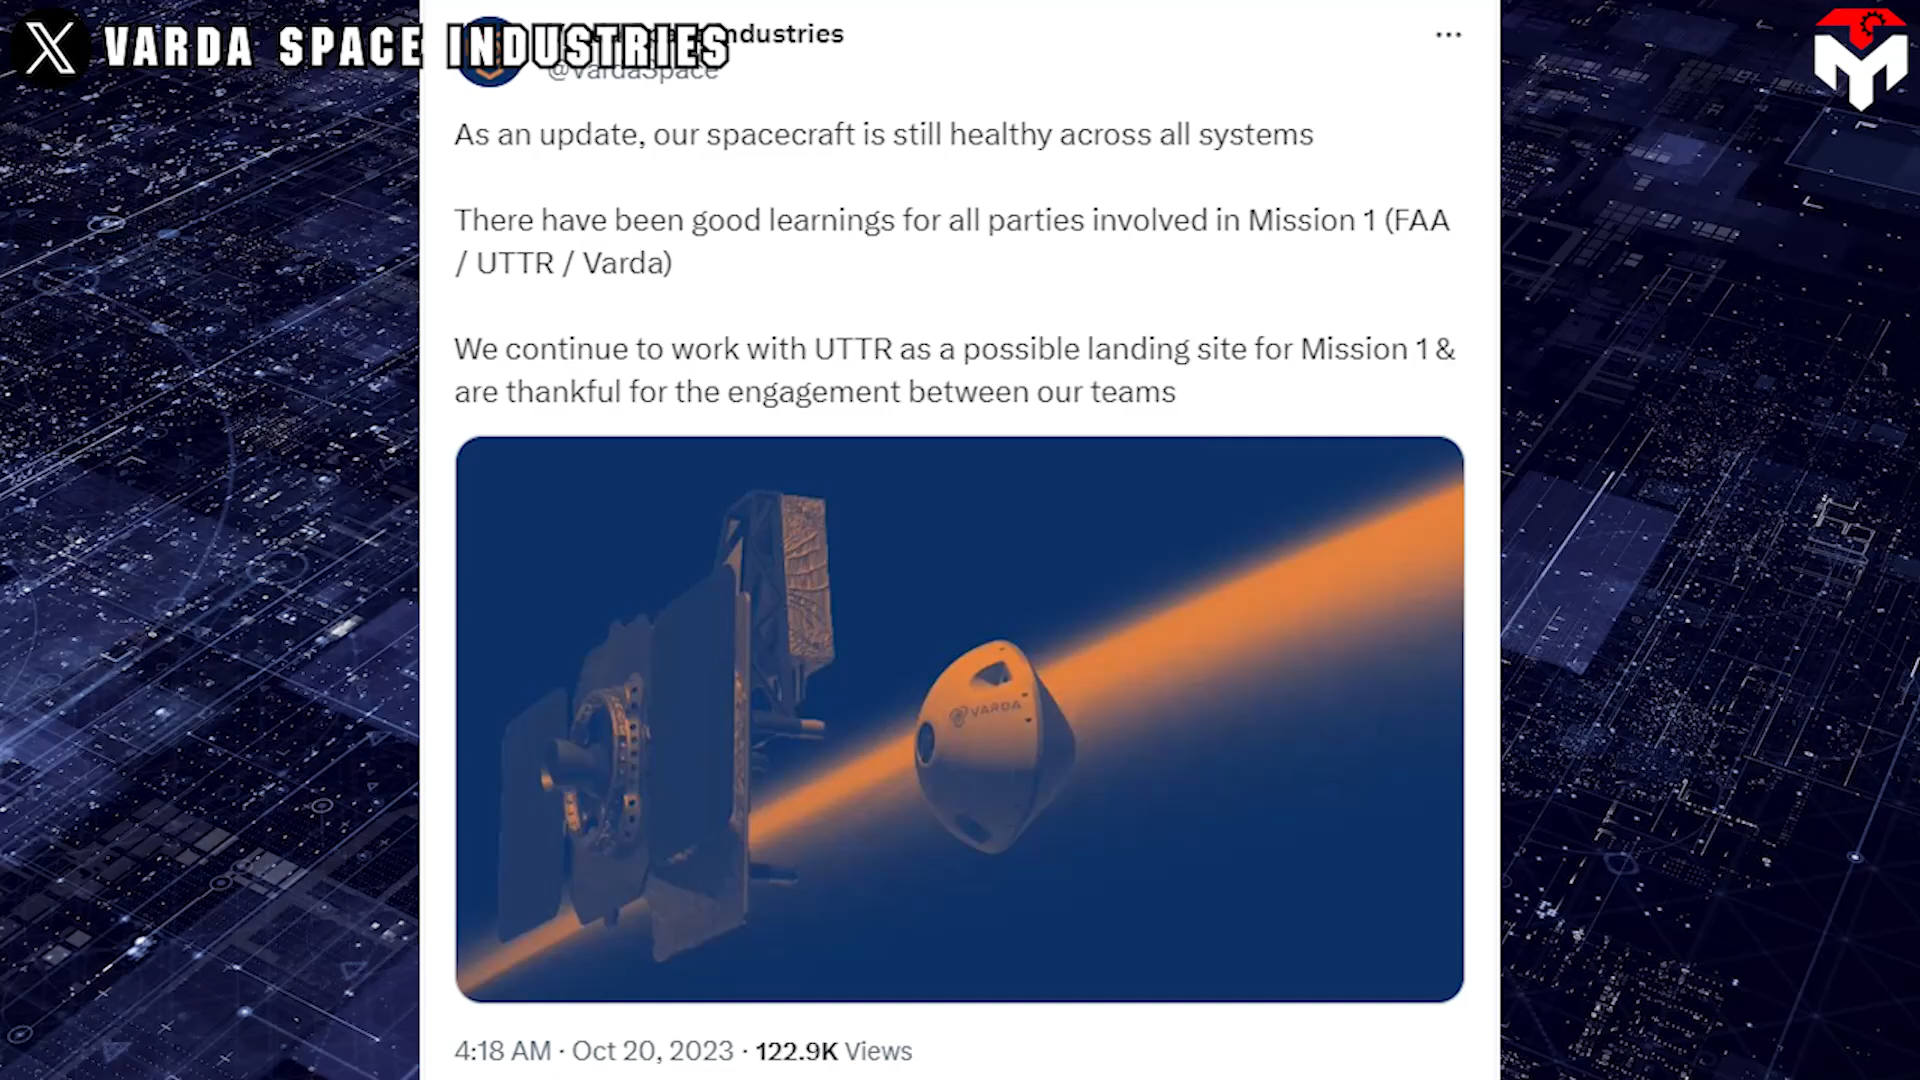 VARDA SPACE INDUSTRIES
ndustries
@VardaSpace
As an update, our spacecraft is still healthy across all systems
There have been good learnings for all parties involved in Mission 1 (FAA
/ UTTR / Varda)
We continue to work with UTTR as a possible landing site for Mission 1 &
are thankful for the engagement between our teams
VARDA
4:18 AM · Oct 20, 2023 · 122.9K Views